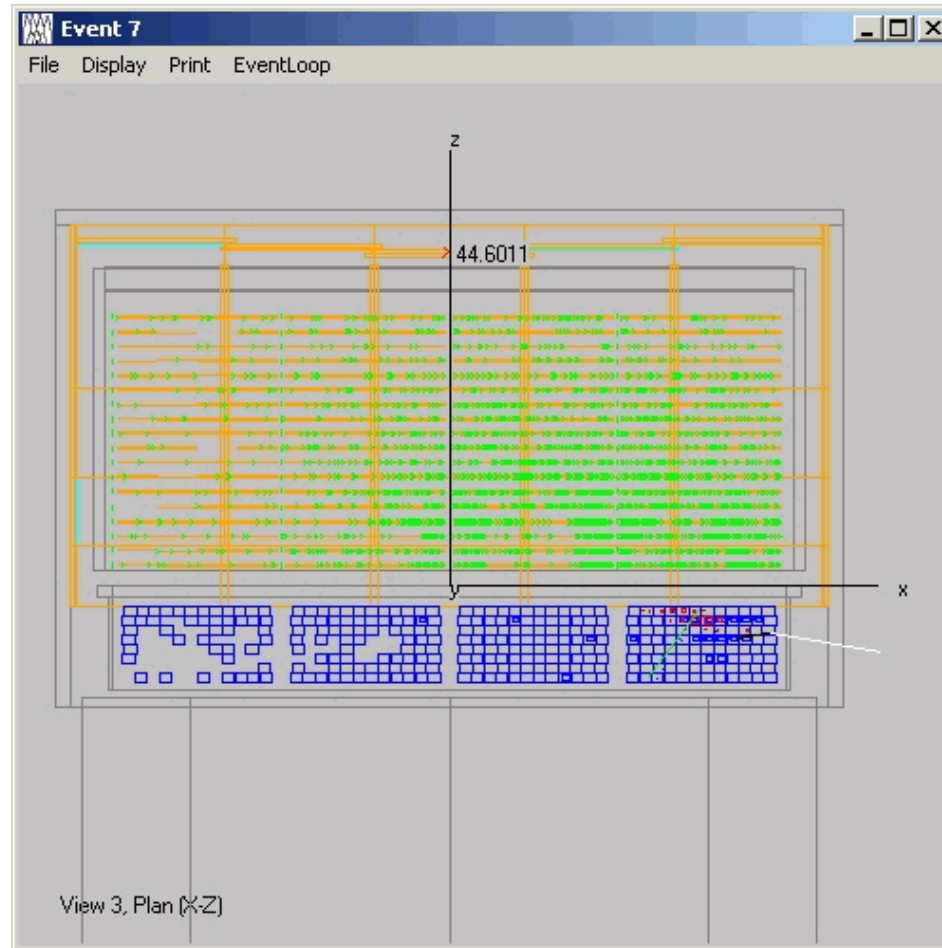 Event 7
File Display Print EventLoop
z
44.6011
y
x
View 3, Plan (X-Z)